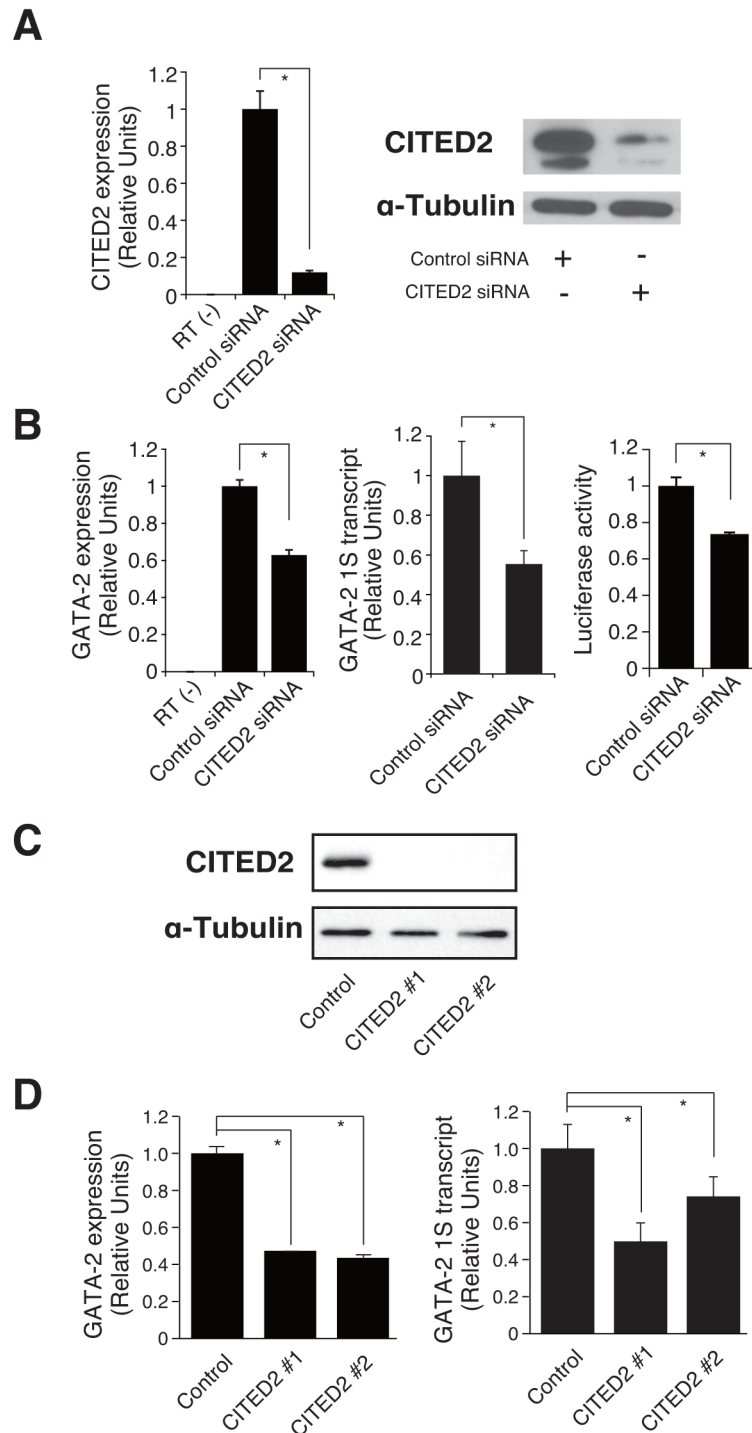 A
CITED2 expression
(Relative Units)
1.2
1
0.8
0.6
0.4
0.2
0
*
RT (-)
Control siRNA
CITED2 siRNA
CITED2
α-Tubulin
Control siRNA + -
CITED2 siRNA - +
B
GATA-2 expression
(Relative Units)
1.2
1
0.8
0.6
0.4
0.2
0
*
RT (-)
Control siRNA
CITED2 siRNA
GATA-2 1S transcript
(Relative Units)
1.2
1
0.8
0.6
0.4
0.2
0
*
Control siRNA
CITED2 siRNA
Luciferase activity
1.2
1
0.8
0.6
0.4
0.2
0
*
Control siRNA
CITED2 siRNA
C
CITED2
α-Tubulin
Control
CITED2 #1
CITED2 #2
D
GATA-2 expression
(Relative Units)
1.2
1.0
0.8
0.6
0.4
0.2
0
*
*
Control
CITED2 #1
CITED2 #2
GATA-2 1S transcript
(Relative Units)
1.2
1.0
0.8
0.6
0.4
0.2
0
*
*
Control
CITED2 #1
CITED2 #2